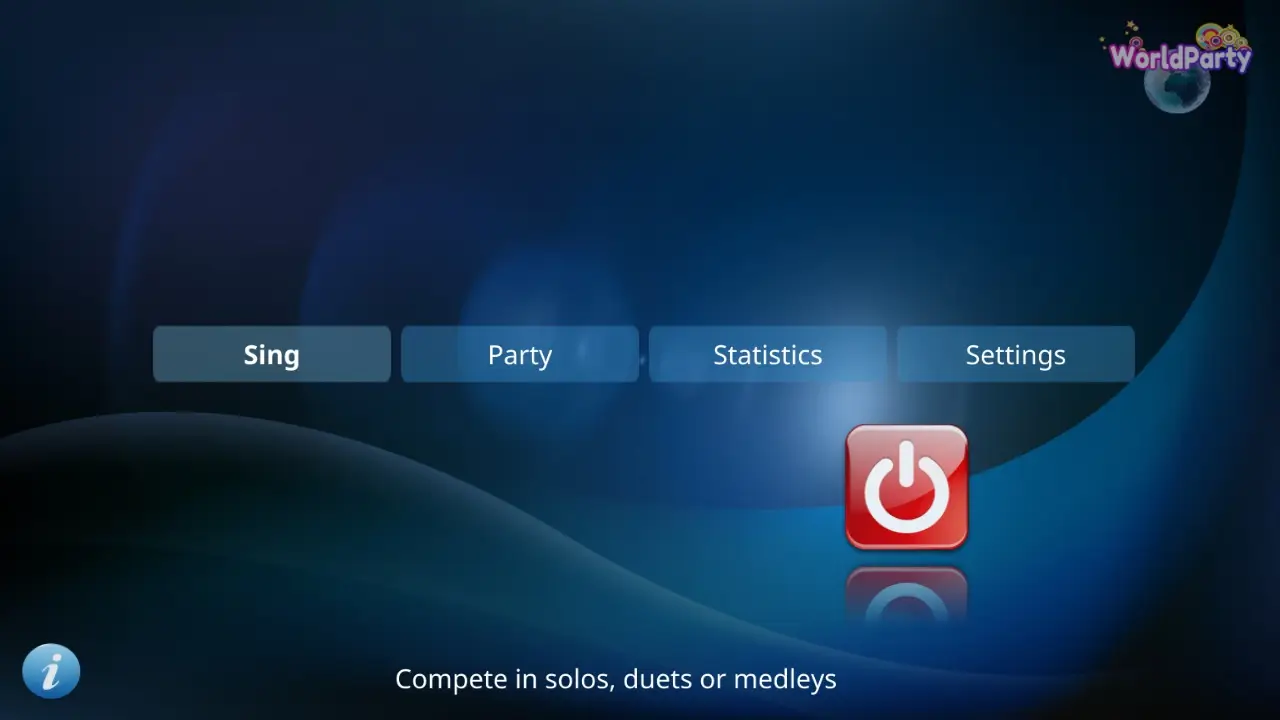 WorldParty
Sing
Party
Statistics
Settings
i
Compete in solos, duets or medleys